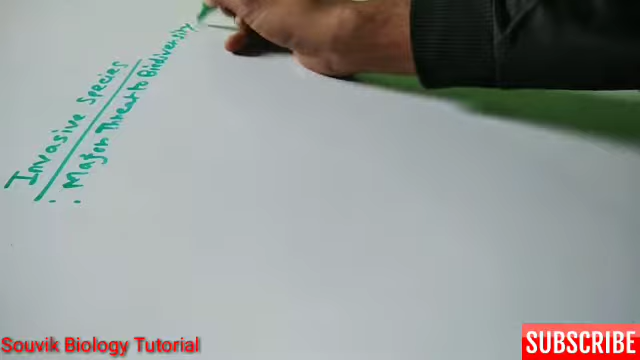 Invasive Species
: Major Threat to Biodiversity
:
Souvik Biology Tutorial
SUBSCRIBE